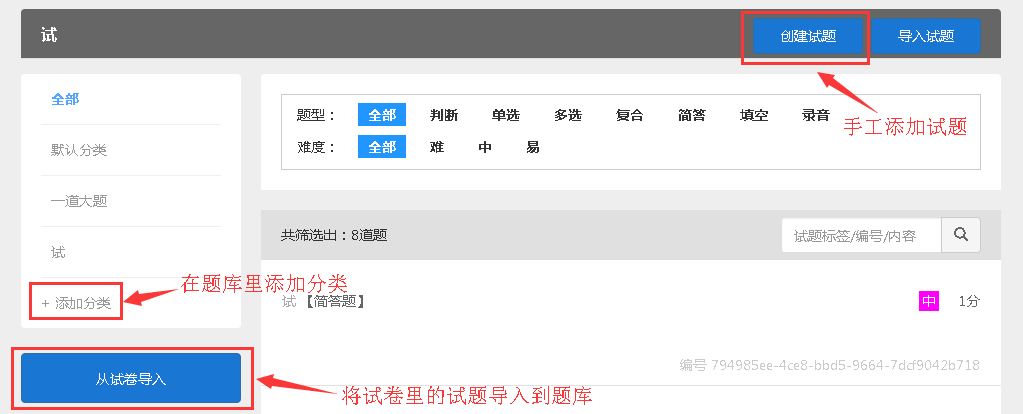 试 创建试题 导入试题
手工添加试题
全部
默认分类
一道大题
试
+ 添加分类
在题库里添加分类
从试卷导入
将试卷里的试题导入到题库
题型： 全部 判断 单选 多选 复合 简答 填空 录音
难度： 全部 难 中 易
共筛选出：8道题 试题标签/编号/内容
试【简答题】 中 1分
编号 794985ee-4ce8-bbd5-9664-7dcf9042b718